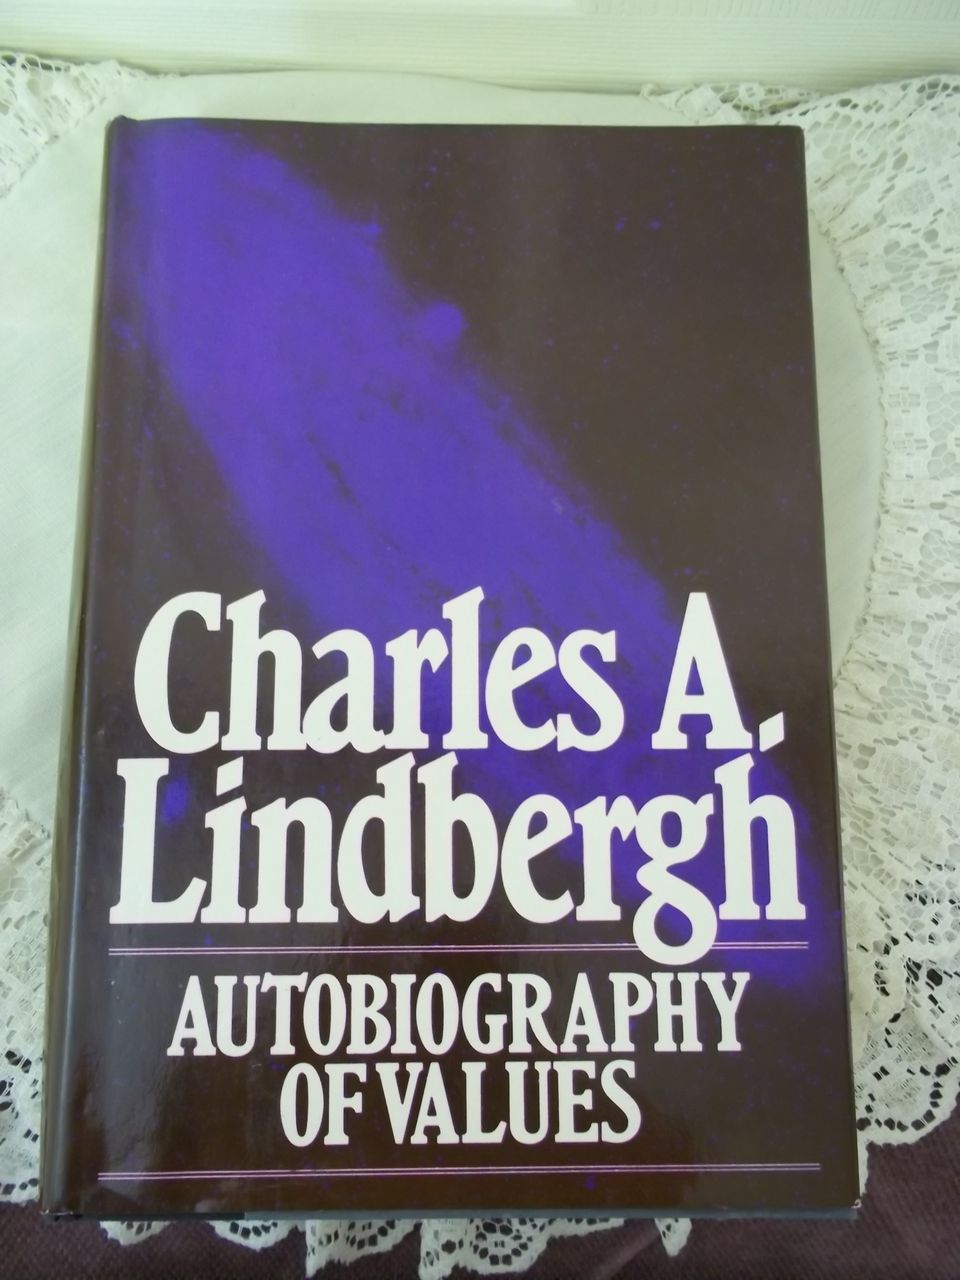 Charles A.
Lindbergh
AUTOBIOGRAPHY
OF VALUES